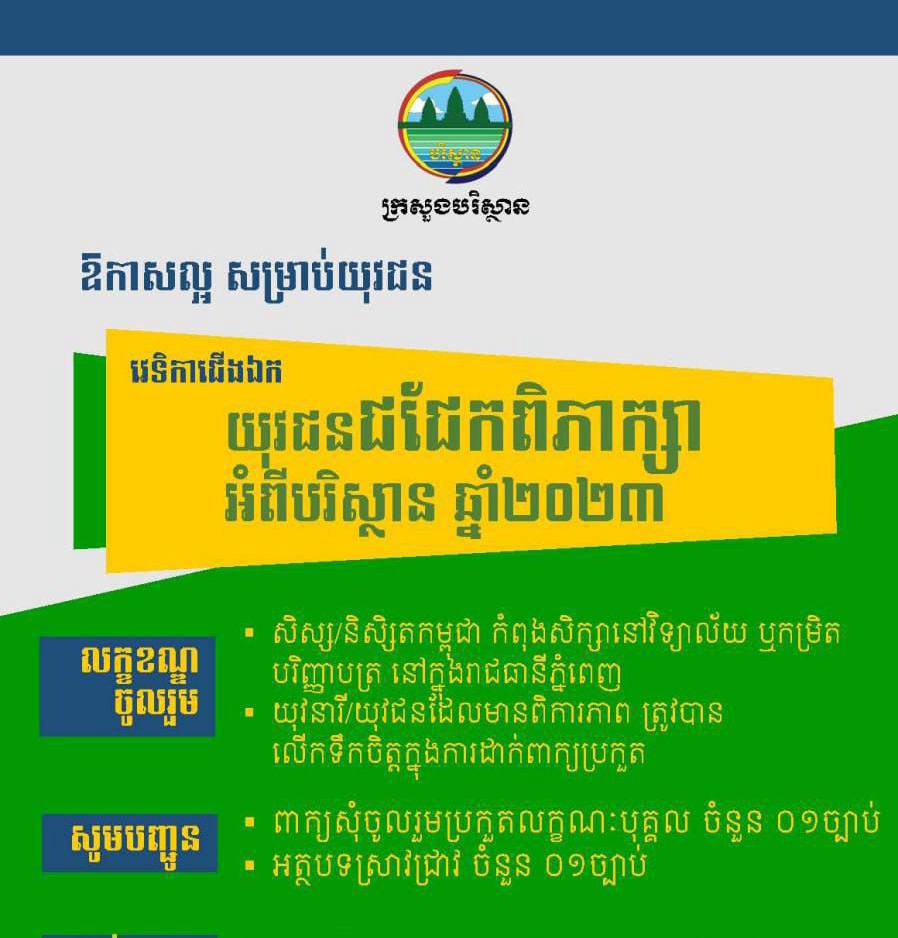 បរិស្ថាន
ក្រសួងបរិស្ថាន
ឱកាសល្អ សម្រាប់យុវជន
វេទិកាជើងឯក
យុវជនជជែកពិភាក្សា
អំពីបរិស្ថាន ឆ្នាំ២០២៣
លក្ខខណ្ឌ
ចូលរួម
▪ សិស្ស/និស្សិតកម្ពុជា កំពុងសិក្សានៅវិទ្យាល័យ ឬកម្រិត
បរិញ្ញាបត្រ នៅក្នុងរាជធានីភ្នំពេញ
▪ យុវនារី/យុវជនដែលមានពិការភាព ត្រូវបាន
លើកទឹកចិត្តក្នុងការដាក់ពាក្យប្រកួត
សូមបញ្ជូន
▪ ពាក្យសុំចូលរួមប្រកួតលក្ខណៈបុគ្គល ចំនួន ០១ច្បាប់
▪ អត្ថបទស្រាវជ្រាវ ចំនួន ០១ច្បាប់